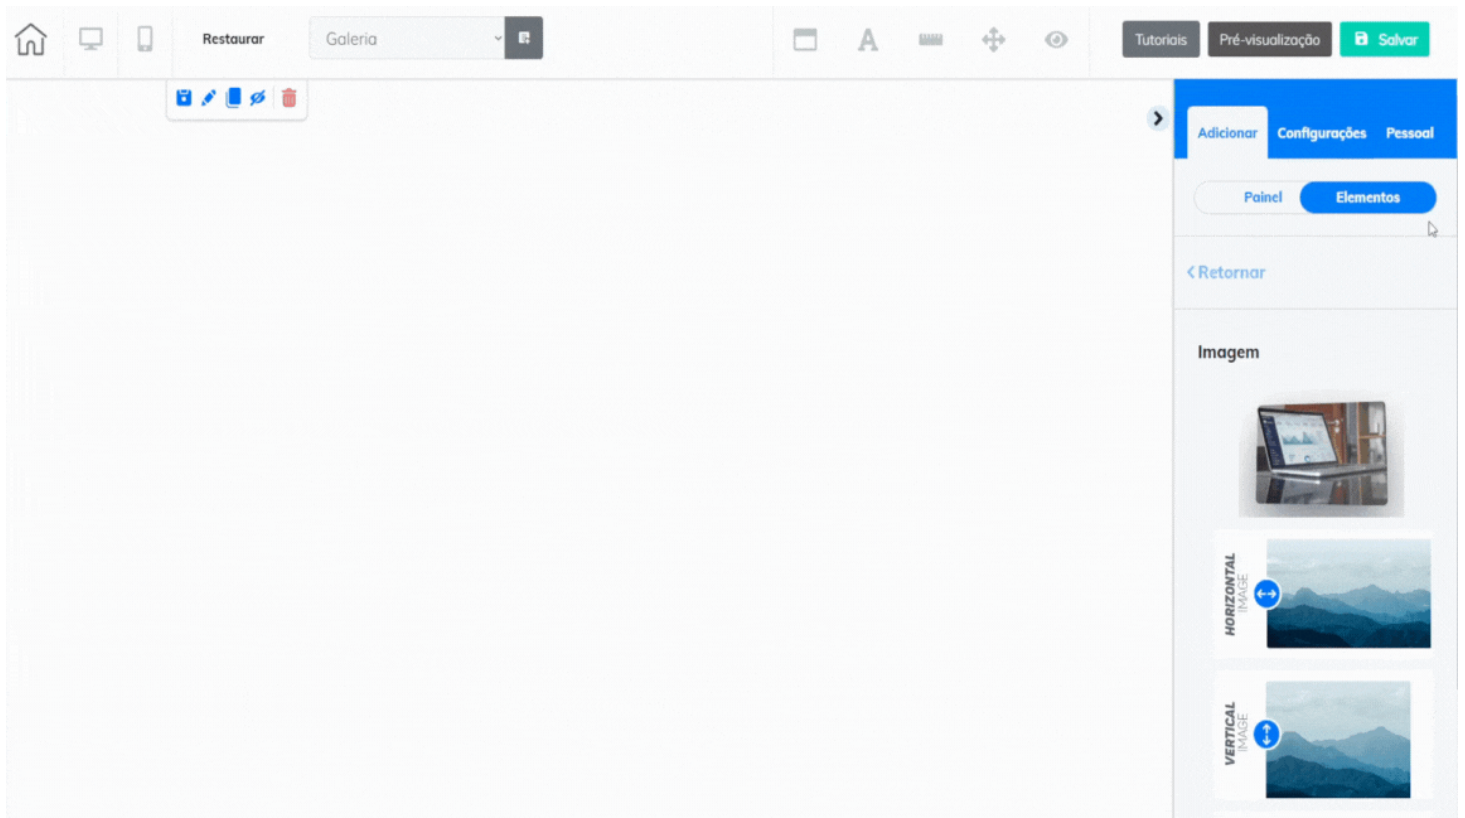 Restaurar
Galeria
A
Tutoriais
Pré-visualização
Salvar
Adicionar
Configurações
Pessoal
Painel
Elementos
Retornar
Imagem
HORIZONTAL
IMAGE
VERTICAL
IMAGE